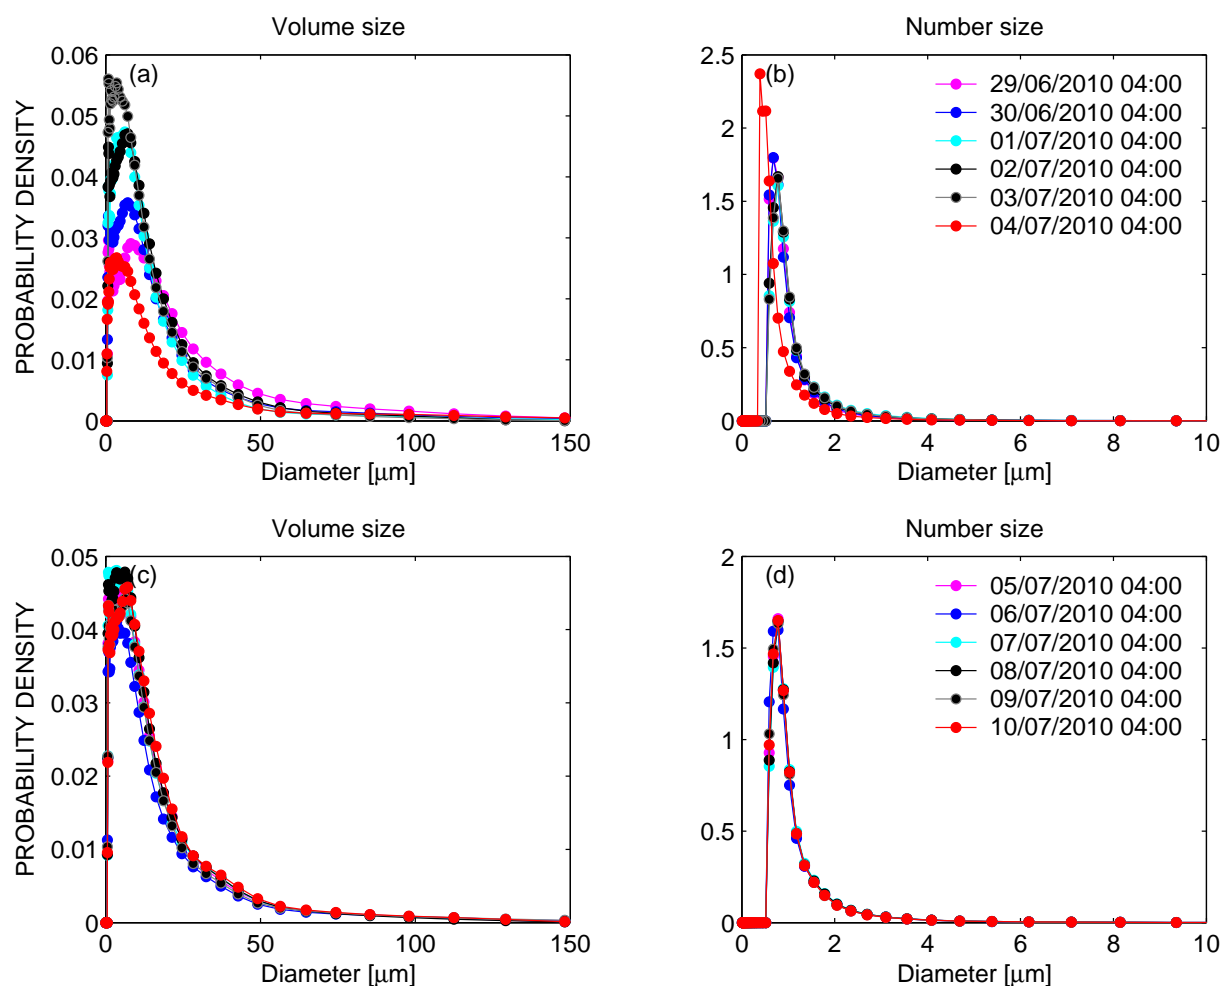 Volume size
(a)
0.06
0.05
0.04
0.03
0.02
0.01
0
PROBABILITY DENSITY
0 50 100 150
Diameter [μm]
Number size
(b)
2.5
2
1.5
1
0.5
0
29/06/2010 04:00
30/06/2010 04:00
01/07/2010 04:00
02/07/2010 04:00
03/07/2010 04:00
04/07/2010 04:00
0 2 4 6 8 10
Diameter [μm]
Volume size
(c)
0.05
0.04
0.03
0.02
0.01
0
PROBABILITY DENSITY
0 50 100 150
Diameter [μm]
Number size
(d)
2
1.5
1
0.5
0
05/07/2010 04:00
06/07/2010 04:00
07/07/2010 04:00
08/07/2010 04:00
09/07/2010 04:00
10/07/2010 04:00
0 2 4 6 8 10
Diameter [μm]